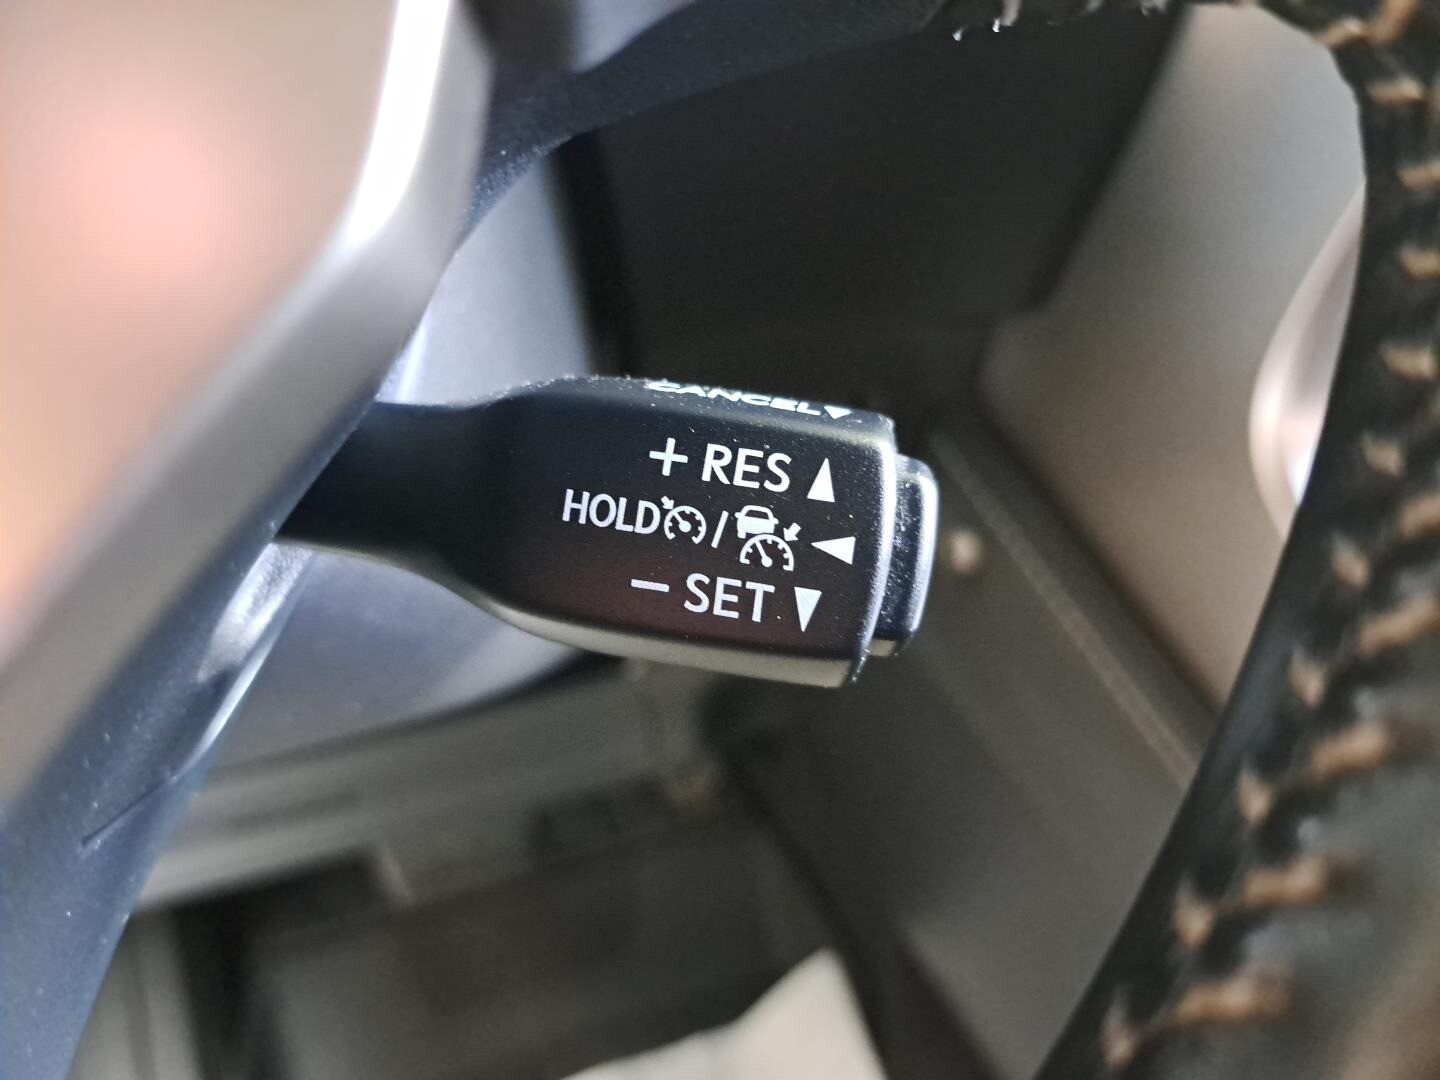 CANCEL▼
+ RES ▲
HOLD / ◀
− SET ▼